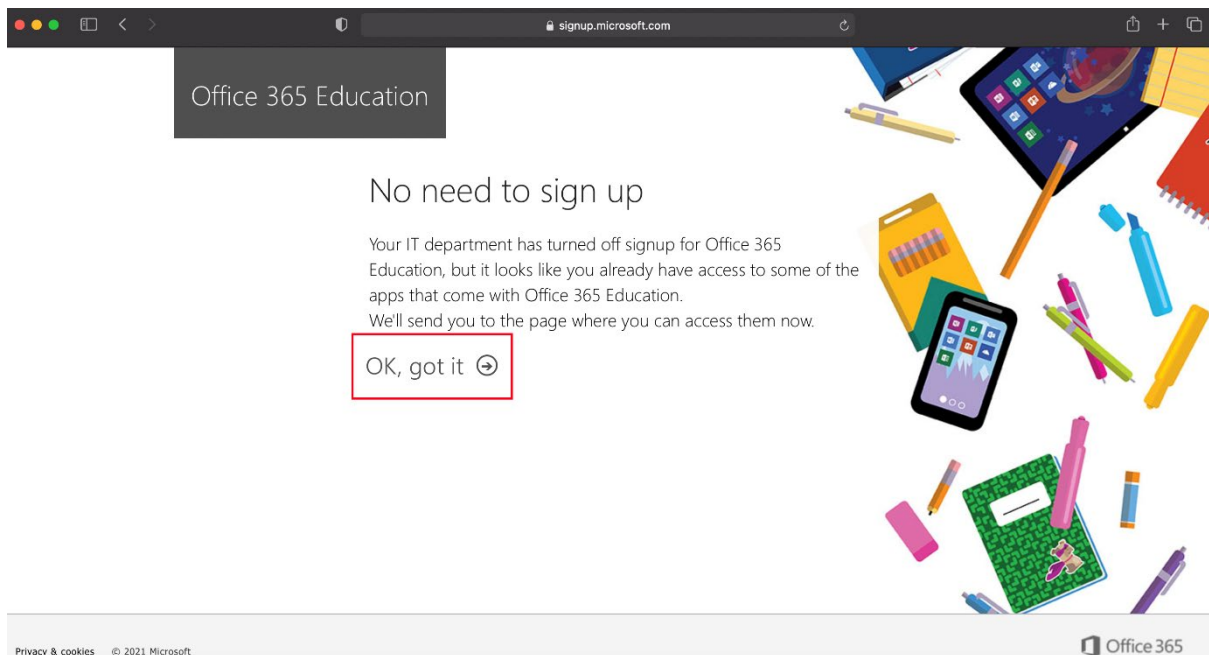 signup.microsoft.com
Office 365 Education
No need to sign up
Your IT department has turned off signup for Office 365
Education, but it looks like you already have access to some of the
apps that come with Office 365 Education.
We'll send you to the page where you can access them now.
OK, got it
Privacy & cookies © 2021 Microsoft
Office 365